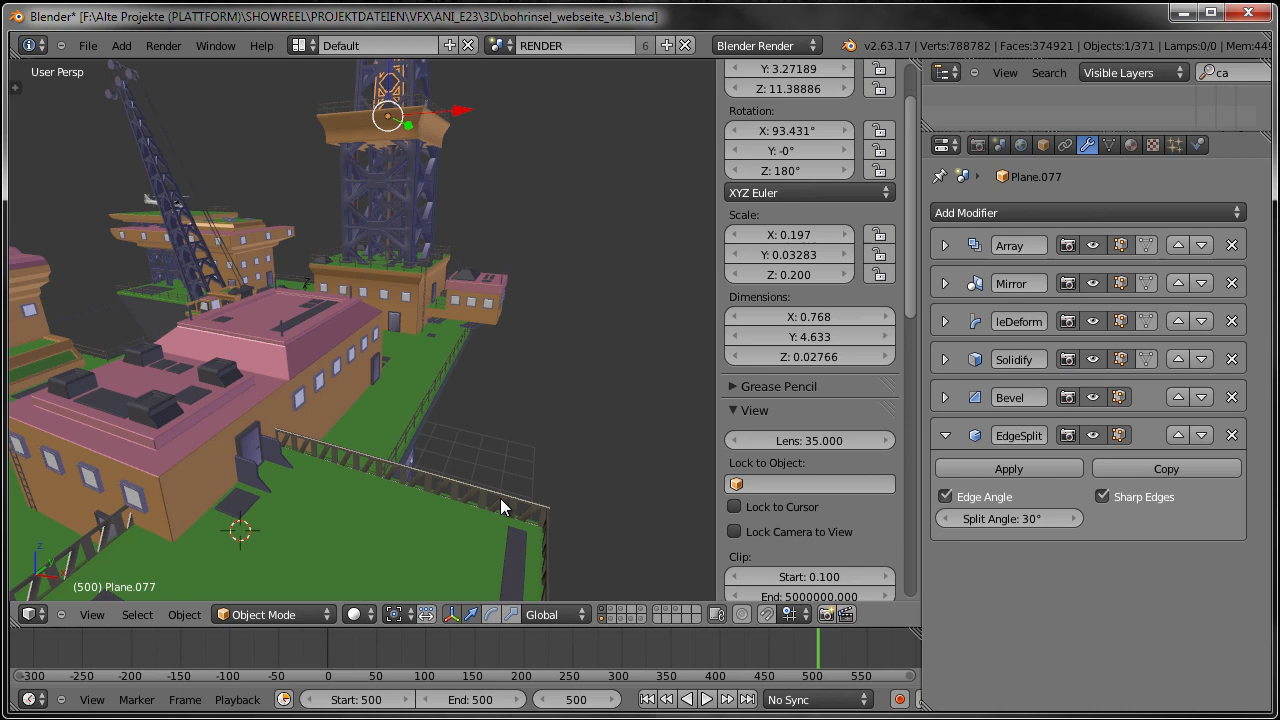 Blender* [F:\Alte Projekte (PLATTFORM)\SHOWREEL\PROJEKTDATEIEN\VFX\ANI_E23\3D\bohrinsel_webseite_v3.blend]
File Add Render Window Help Default RENDER 6 Blender Render v2.63.17 | Verts:788782 | Faces:374921 | Objects:1/371 | Lamps:0/0 | Mem:449
User Persp
Y: 3.27189
Z: 11.38886
Rotation:
X: 93.431°
Y: -0°
Z: 180°
XYZ Euler
Scale:
X: 0.197
Y: 0.03283
Z: 0.200
Dimensions:
X: 0.768
Y: 4.633
Z: 0.02766
Grease Pencil
View
Lens: 35.000
Lock to Object:
Lock to Cursor
Lock Camera to View
Clip:
Start: 0.100
End: 5000000.000
View Search Visible Layers ca
Plane.077
Add Modifier
Array
Mirror
leDeform
Solidify
Bevel
EdgeSplit
Apply Copy
Edge Angle Sharp Edges
Split Angle: 30°
z
y
x
(500) Plane.077
View Select Object Object Mode Global
-300 -250 -200 -150 -100 -50 0 50 100 150 200 250 300 350 400 450 500 550
View Marker Frame Playback Start: 500 End: 500 500 No Sync